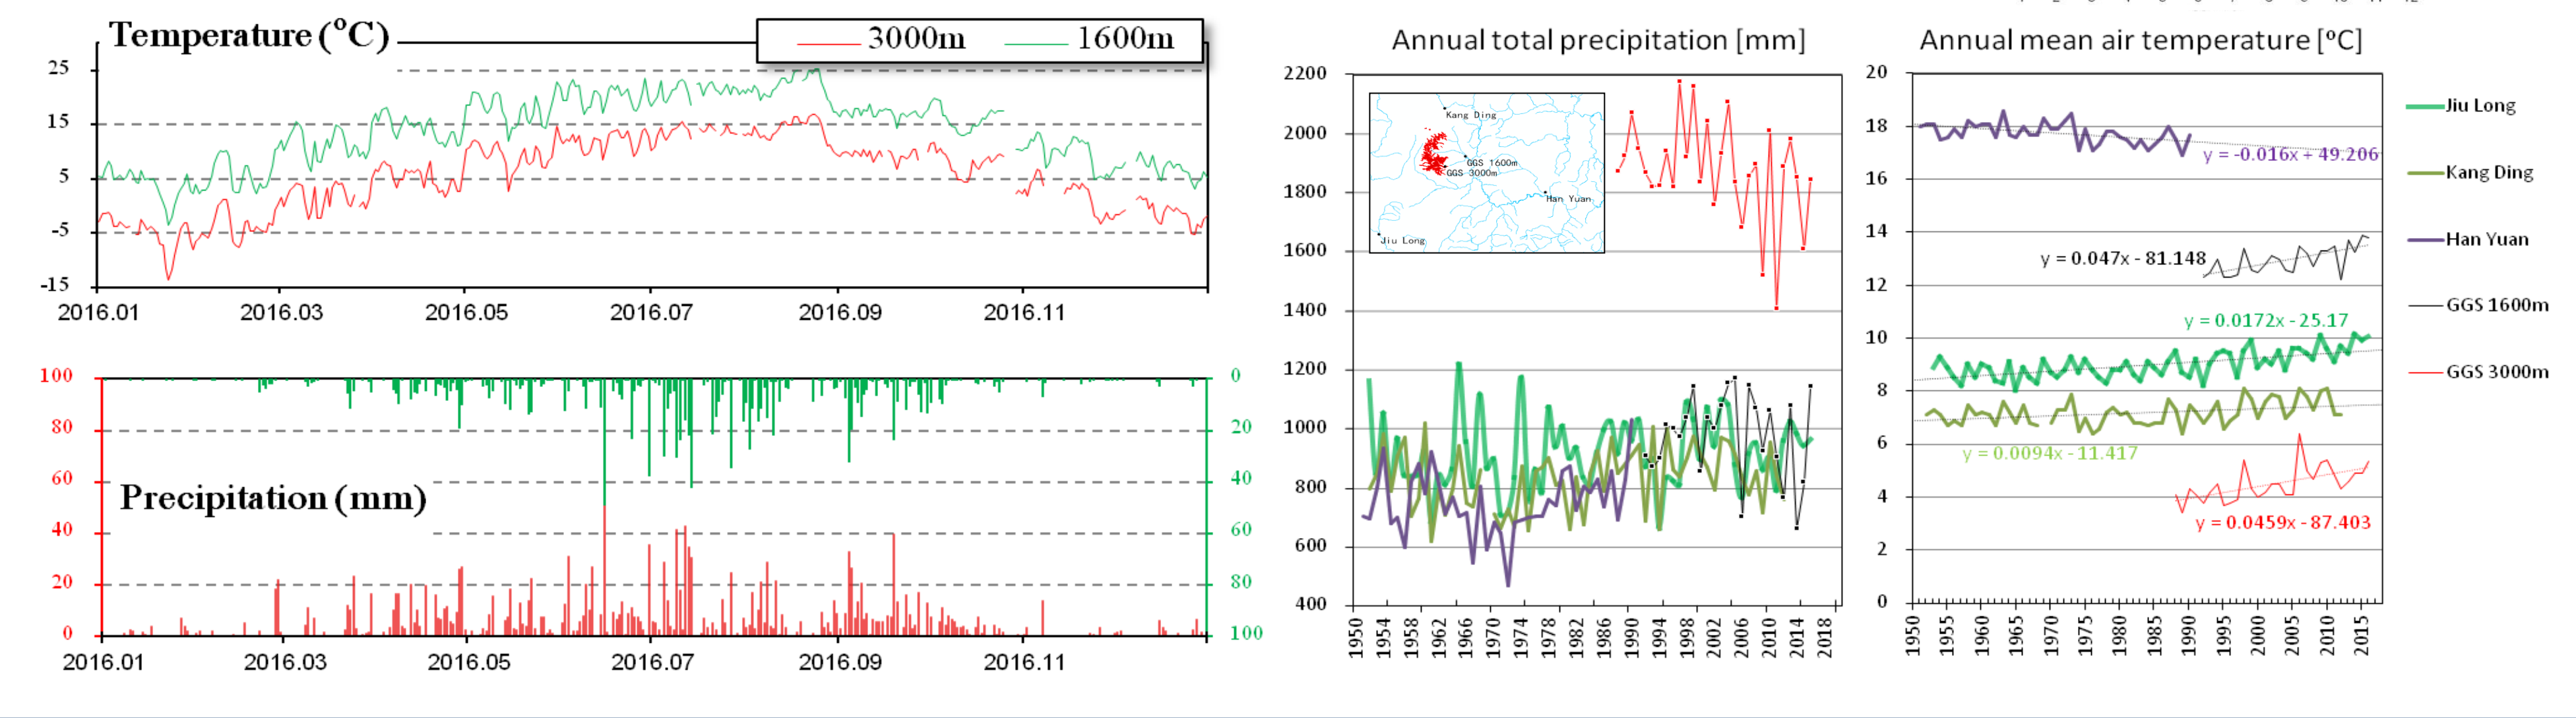 Temperature (ºC)
3000m 1600m
25
15
5
-5
-15
2016.01 2016.03 2016.05 2016.07 2016.09 2016.11
100
80
60
40
20
0
Precipitation (mm)
0
20
40
60
80
100
2016.01 2016.03 2016.05 2016.07 2016.09 2016.11
Annual total precipitation [mm]
2200
2000
1800
1600
1400
1200
1000
800
600
400
Kang Ding
GGS 1600m
GGS 3000m
Han Yuan
Jiu Long
1950 1954 1958 1962 1966 1970 1974 1978 1982 1986 1990 1994 1998 2002 2006 2010 2014 2018
Annual mean air temperature [ºC]
20
18
16
14
12
10
8
6
4
2
0
y = -0.016x + 49.206
y = 0.047x - 81.148
y = 0.0172x - 25.17
y = 0.0094x - 11.417
y = 0.0459x - 87.403
1950 1955 1960 1965 1970 1975 1980 1985 1990 1995 2000 2005 2010 2015
Jiu Long
Kang Ding
Han Yuan
GGS 1600m
GGS 3000m